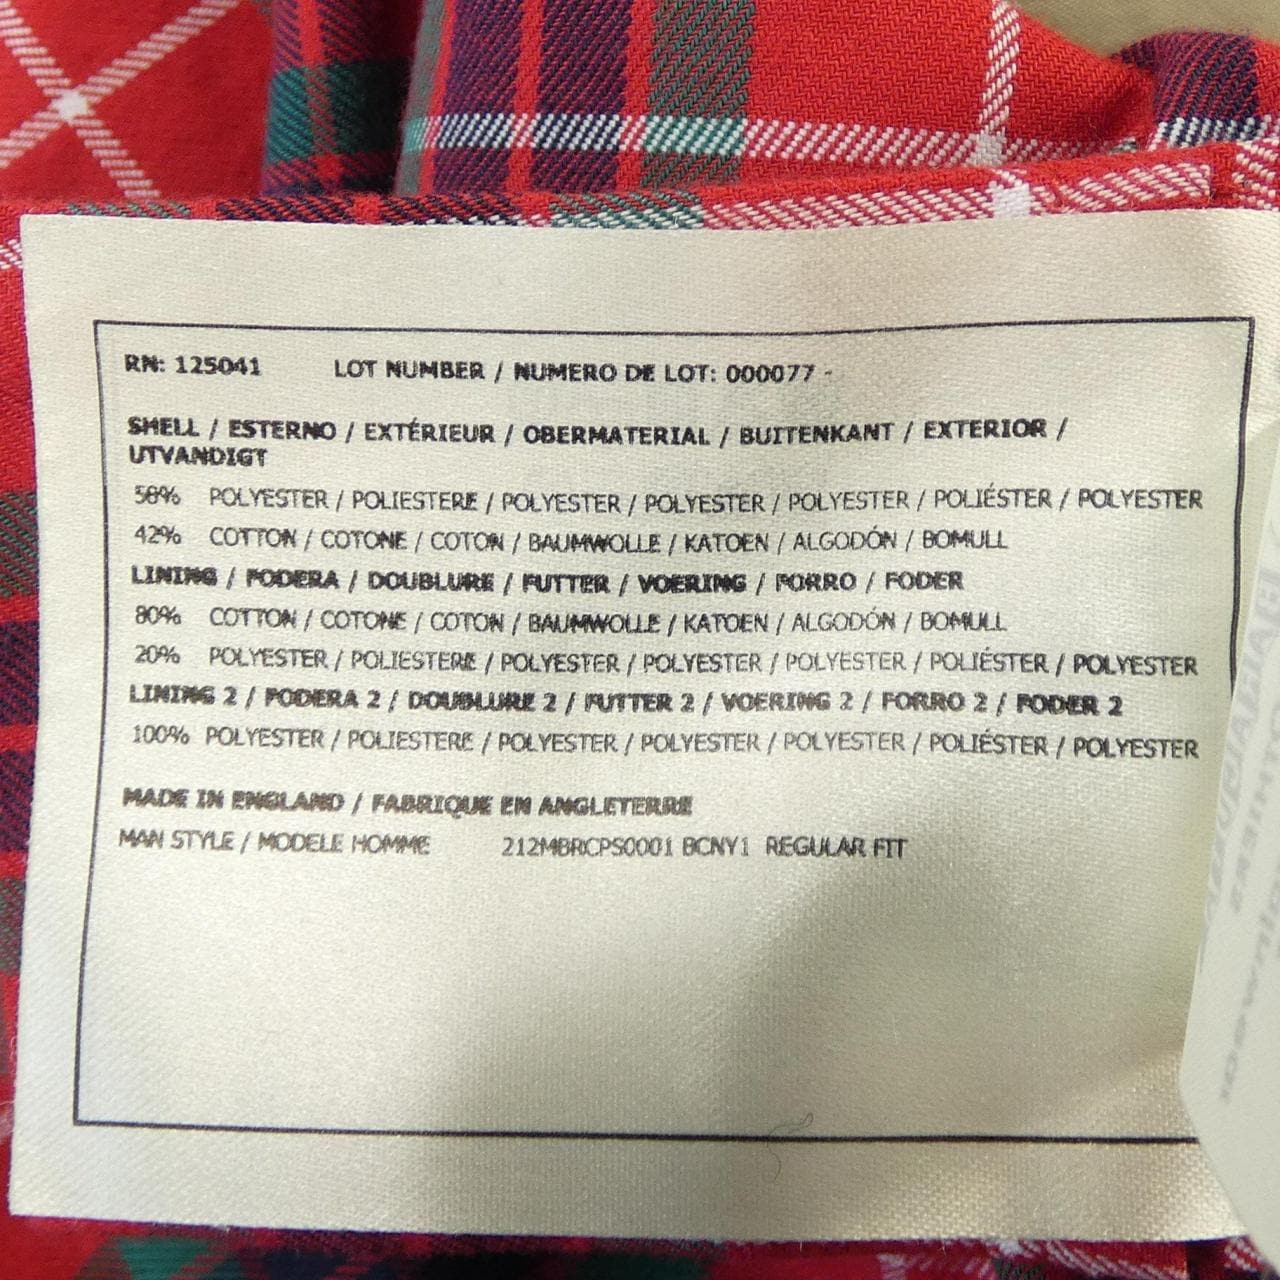 RN: 125041 LOT NUMBER / NUMERO DE LOT: 000077 -
SHELL / ESTERNO / EXTÉRIEUR / OBERMATERIAL / BUITENKANT / EXTERIOR /
UTVANDIGT
58% POLYESTER / POLIESTERE / POLYESTER / POLYESTER / POLYESTER / POLIÉSTER / POLYESTER
42% COTTON / COTONE / COTON / BAUMWOLLE / KATOEN / ALGODÓN / BOMULL
LINING / FODERA / DOUBLURE / FUTTER / VOERING / FORRO / FODER
80% COTTON / COTONE / COTON / BAUMWOLLE / KATOEN / ALGODÓN / BOMULL
20% POLYESTER / POLIESTERE / POLYESTER / POLYESTER / POLYESTER / POLIÉSTER / POLYESTER
LINING 2 / FODERA 2 / DOUBLURE 2 / FUTTER 2 / VOERING 2 / FORRO 2 / FODER 2
100% POLYESTER / POLIESTERE / POLYESTER / POLYESTER / POLYESTER / POLIÉSTER / POLYESTER
MADE IN ENGLAND / FABRIQUE EN ANGLETERRE
MAN STYLE / MODELE HOMME 212MBRCPS0001 BCNY1 REGULAR FIT